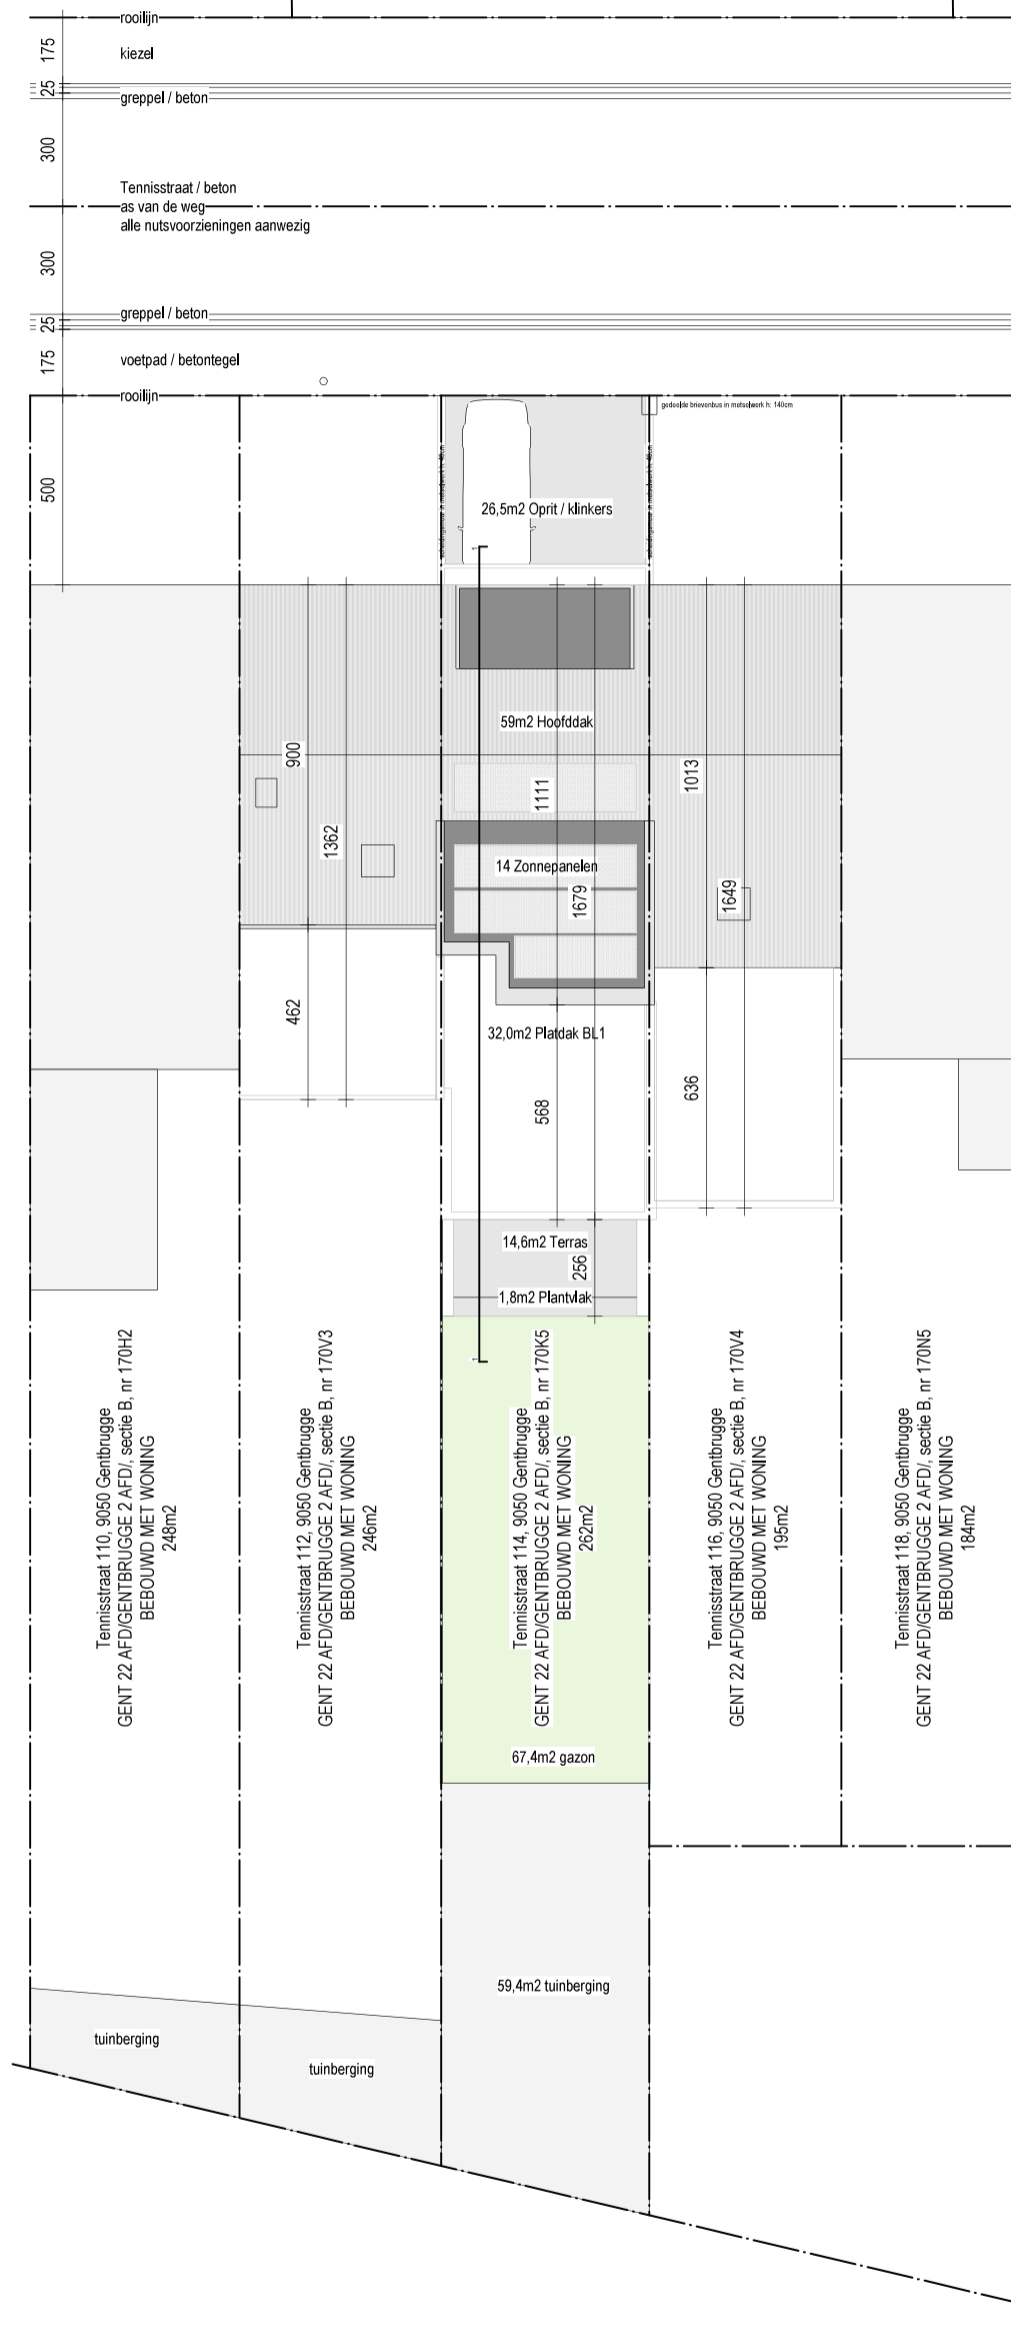 rooilijn
175
kiezel
25
greppel / beton
300
Tennisstraat / beton
as van de weg
alle nutsvoorzieningen aanwezig
300
greppel / beton
25
175
voetpad / betontegel
rooilijn
gedeelde brievenbus in metselwerk h: 140cm
500
26,5m2 Oprit / klinkers
1
59m2 Hoofddak
900
1111
1013
1362
14 Zonnepanelen
1679
1649
462
32,0m2 Platdak BL1
568
636
14,6m2 Terras
256
1,8m2 Plantvlak
1
Tennisstraat 110, 9050 Gentbrugge
GENT 22 AFD/GENTBRUGGE 2 AFD/, sectie B, nr 170H2
BEBOUWD MET WONING
248m2
Tennisstraat 112, 9050 Gentbrugge
GENT 22 AFD/GENTBRUGGE 2 AFD/, sectie B, nr 170V3
BEBOUWD MET WONING
246m2
Tennisstraat 114, 9050 Gentbrugge
GENT 22 AFD/GENTBRUGGE 2 AFD/, sectie B, nr 170K5
BEBOUWD MET WONING
262m2
Tennisstraat 116, 9050 Gentbrugge
GENT 22 AFD/GENTBRUGGE 2 AFD/, sectie B, nr 170V4
BEBOUWD MET WONING
195m2
Tennisstraat 118, 9050 Gentbrugge
GENT 22 AFD/GENTBRUGGE 2 AFD/, sectie B, nr 170N5
BEBOUWD MET WONING
184m2
67,4m2 gazon
59,4m2 tuinberging
tuinberging
tuinberging